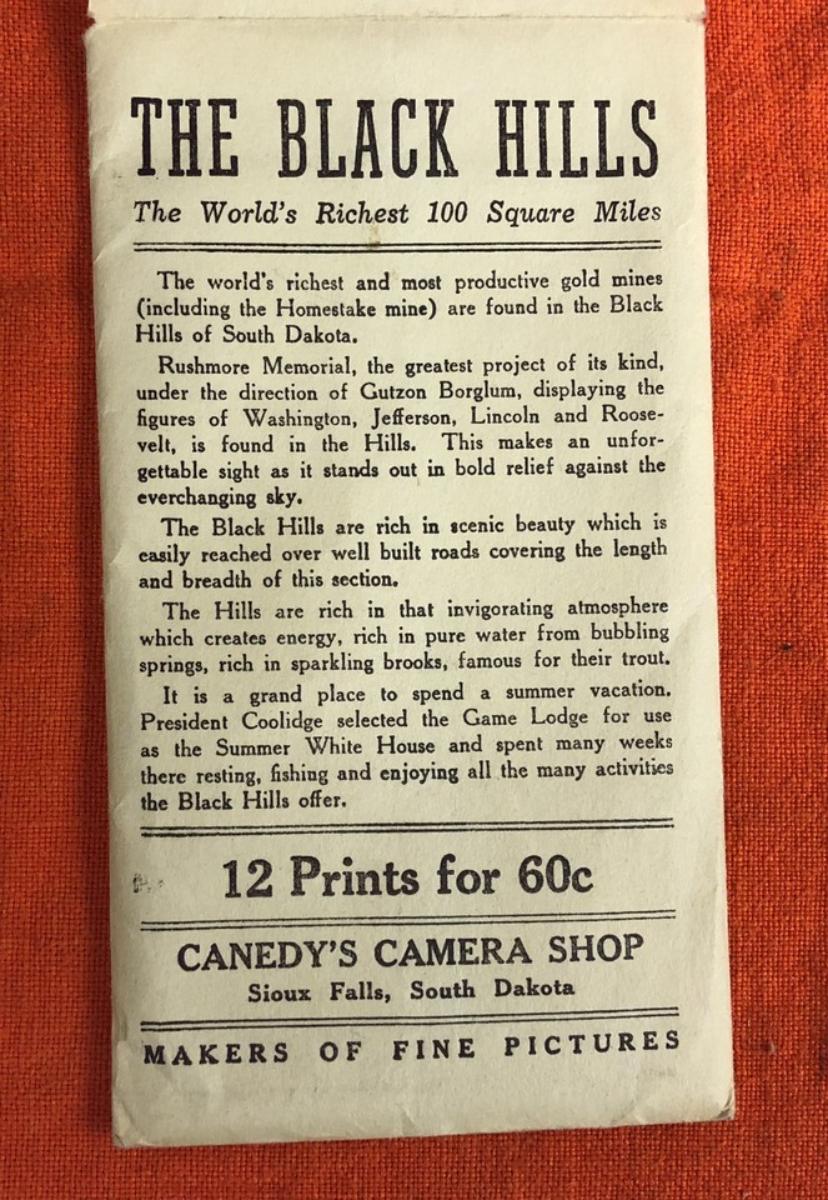 THE BLACK HILLS
The World's Richest 100 Square Miles
The world's richest and most productive gold mines
(including the Homestake mine) are found in the Black
Hills of South Dakota.
Rushmore Memorial, the greatest project of its kind,
under the direction of Gutzon Borglum, displaying the
figures of Washington, Jefferson, Lincoln and Roose-
velt, is found in the Hills. This makes an unfor-
gettable sight as it stands out in bold relief against the
everchanging sky.
The Black Hills are rich in scenic beauty which is
easily reached over well built roads covering the length
and breadth of this section.
The Hills are rich in that invigorating atmosphere
which creates energy, rich in pure water from bubbling
springs, rich in sparkling brooks, famous for their trout.
It is a grand place to spend a summer vacation.
President Coolidge selected the Game Lodge for use
as the Summer White House and spent many weeks
there resting, fishing and enjoying all the many activities
the Black Hills offer.
12 Prints for 60c
CANEDY'S CAMERA SHOP
Sioux Falls, South Dakota
MAKERS OF FINE PICTURES